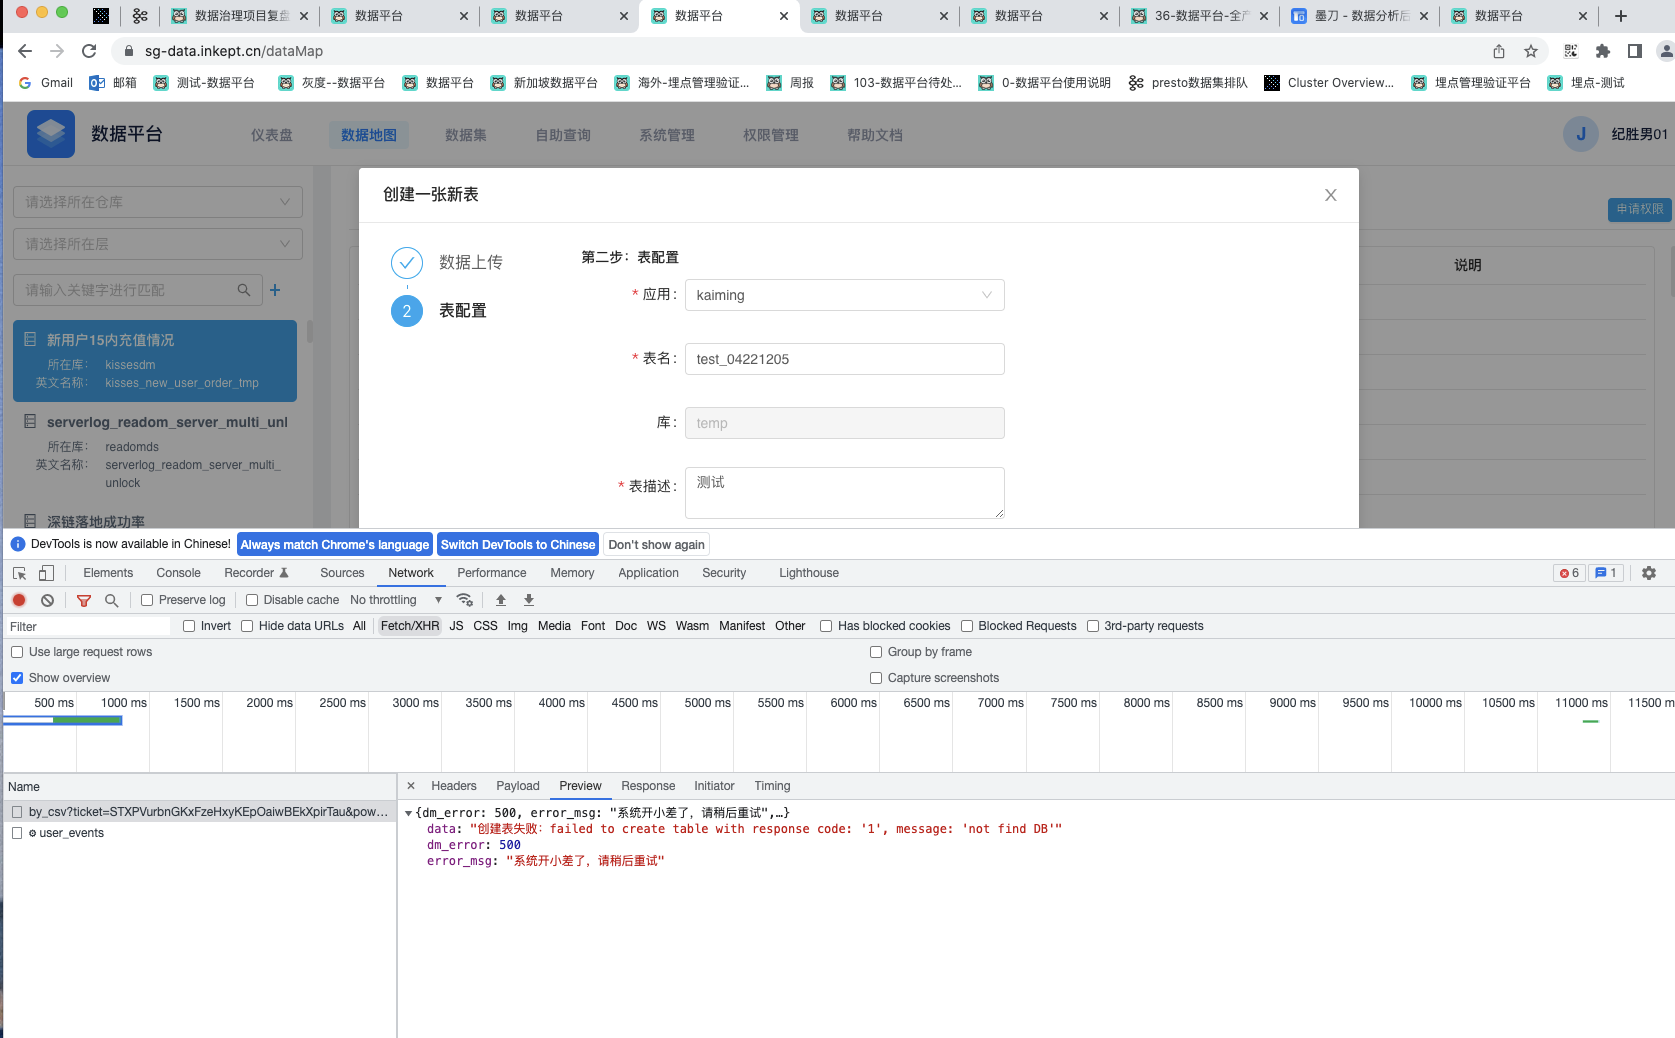 数据治理项目复盘
数据平台
数据平台
数据平台
数据平台
数据平台
36-数据平台-全产
墨刀 - 数据分析后
数据平台
sg-data.inkept.cn/dataMap
Gmail
邮箱
测试-数据平台
灰度--数据平台
数据平台
新加坡数据平台
海外-埋点管理验证...
周报
103-数据平台待处...
0-数据平台使用说明
presto数据集排队
Cluster Overview...
埋点管理验证平台
埋点-测试
数据平台
仪表盘
数据地图
数据集
自助查询
系统管理
权限管理
帮助文档
J
纪胜男01
请选择所在仓库
请选择所在层
请输入关键字进行匹配
新用户15内充值情况
所在库: kissesdm
英文名称: kisses_new_user_order_tmp
serverlog_readom_server_multi_unl
所在库: readomds
英文名称: serverlog_readom_server_multi_
unlock
深链落地成功率
申请权限
说明
创建一张新表
数据上传
2 表配置
第二步：表配置
* 应用: kaiming
* 表名: test_04221205
库: temp
* 表描述: 测试
DevTools is now available in Chinese! Always match Chrome's language Switch DevTools to Chinese Don't show again
Elements Console Recorder Sources Network Performance Memory Application Security Lighthouse 6 1
Preserve log Disable cache No throttling
Filter Invert Hide data URLs All Fetch/XHR JS CSS Img Media Font Doc WS Wasm Manifest Other Has blocked cookies Blocked Requests 3rd-party requests
Use large request rows Group by frame
Show overview Capture screenshots
500 ms 1000 ms 1500 ms 2000 ms 2500 ms 3000 ms 3500 ms 4000 ms 4500 ms 5000 ms 5500 ms 6000 ms 6500 ms 7000 ms 7500 ms 8000 ms 8500 ms 9000 ms 9500 ms 10000 ms 10500 ms 11000 ms 11500 m
Name
by_csv?ticket=STXPVurbnGKxFzeHxyKEpOaiwBEkXpirTau&pow...
user_events
Headers Payload Preview Response Initiator Timing
{dm_error: 500, error_msg: "系统开小差了，请稍后重试",…}
data: "创建表失败：failed to create table with response code: '1', message: 'not find DB'"
dm_error: 500
error_msg: "系统开小差了，请稍后重试"